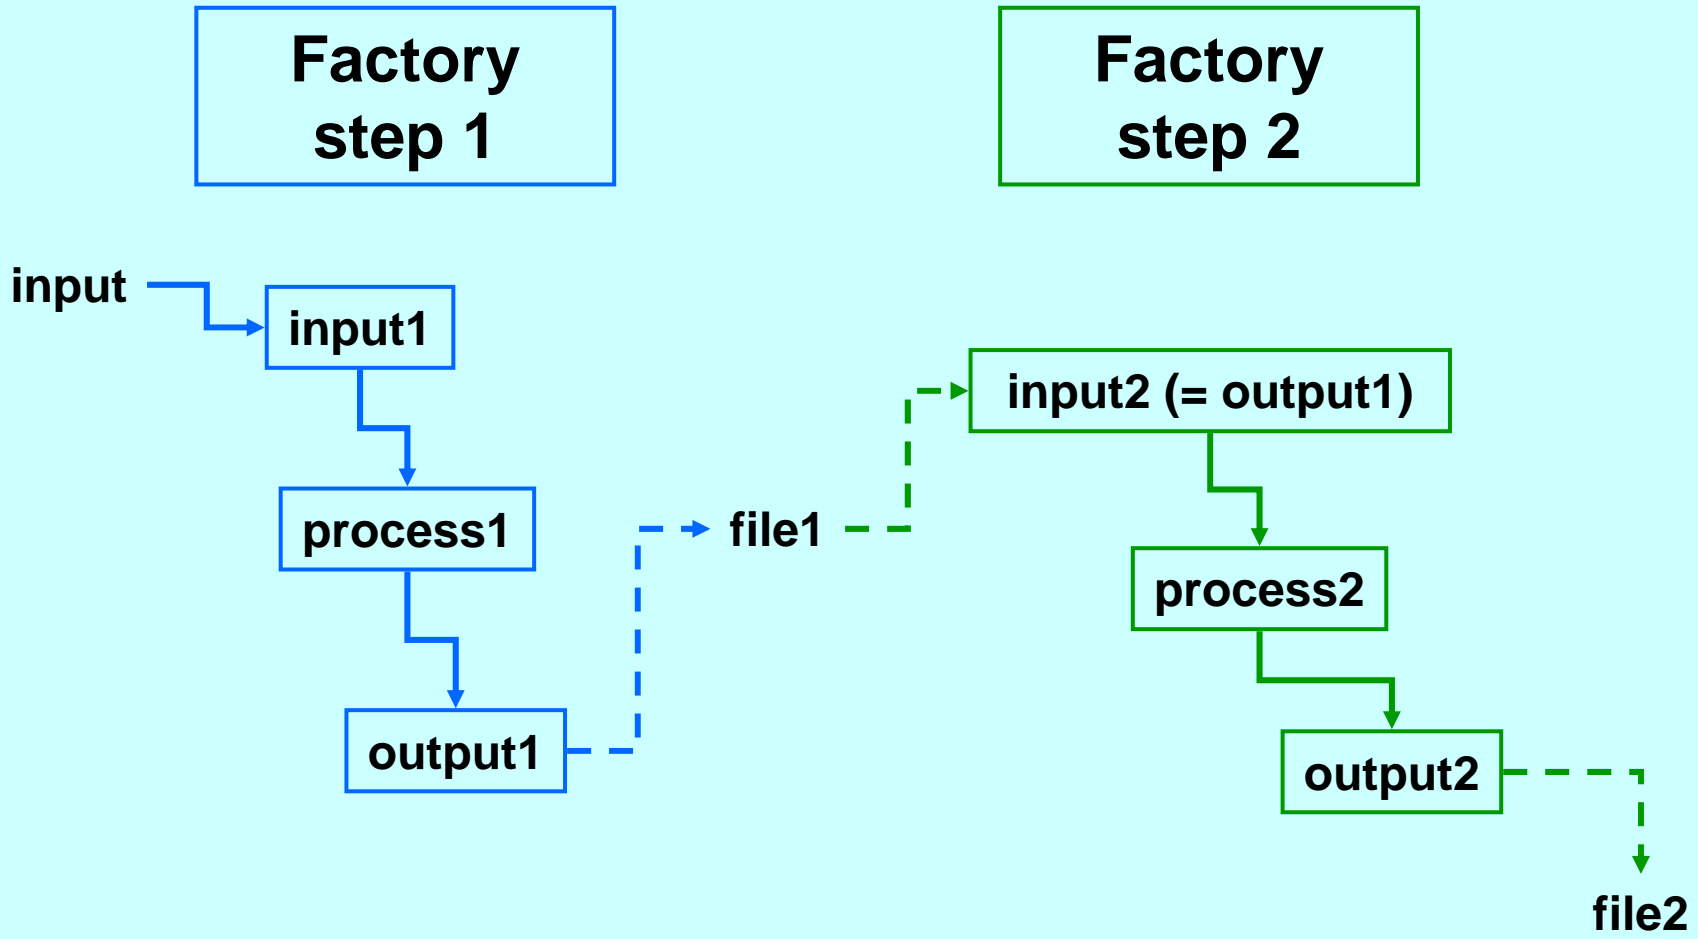 Factory
step 1
Factory
step 2
input
input1
process1
output1
file1
input2 (= output1)
process2
output2
file2